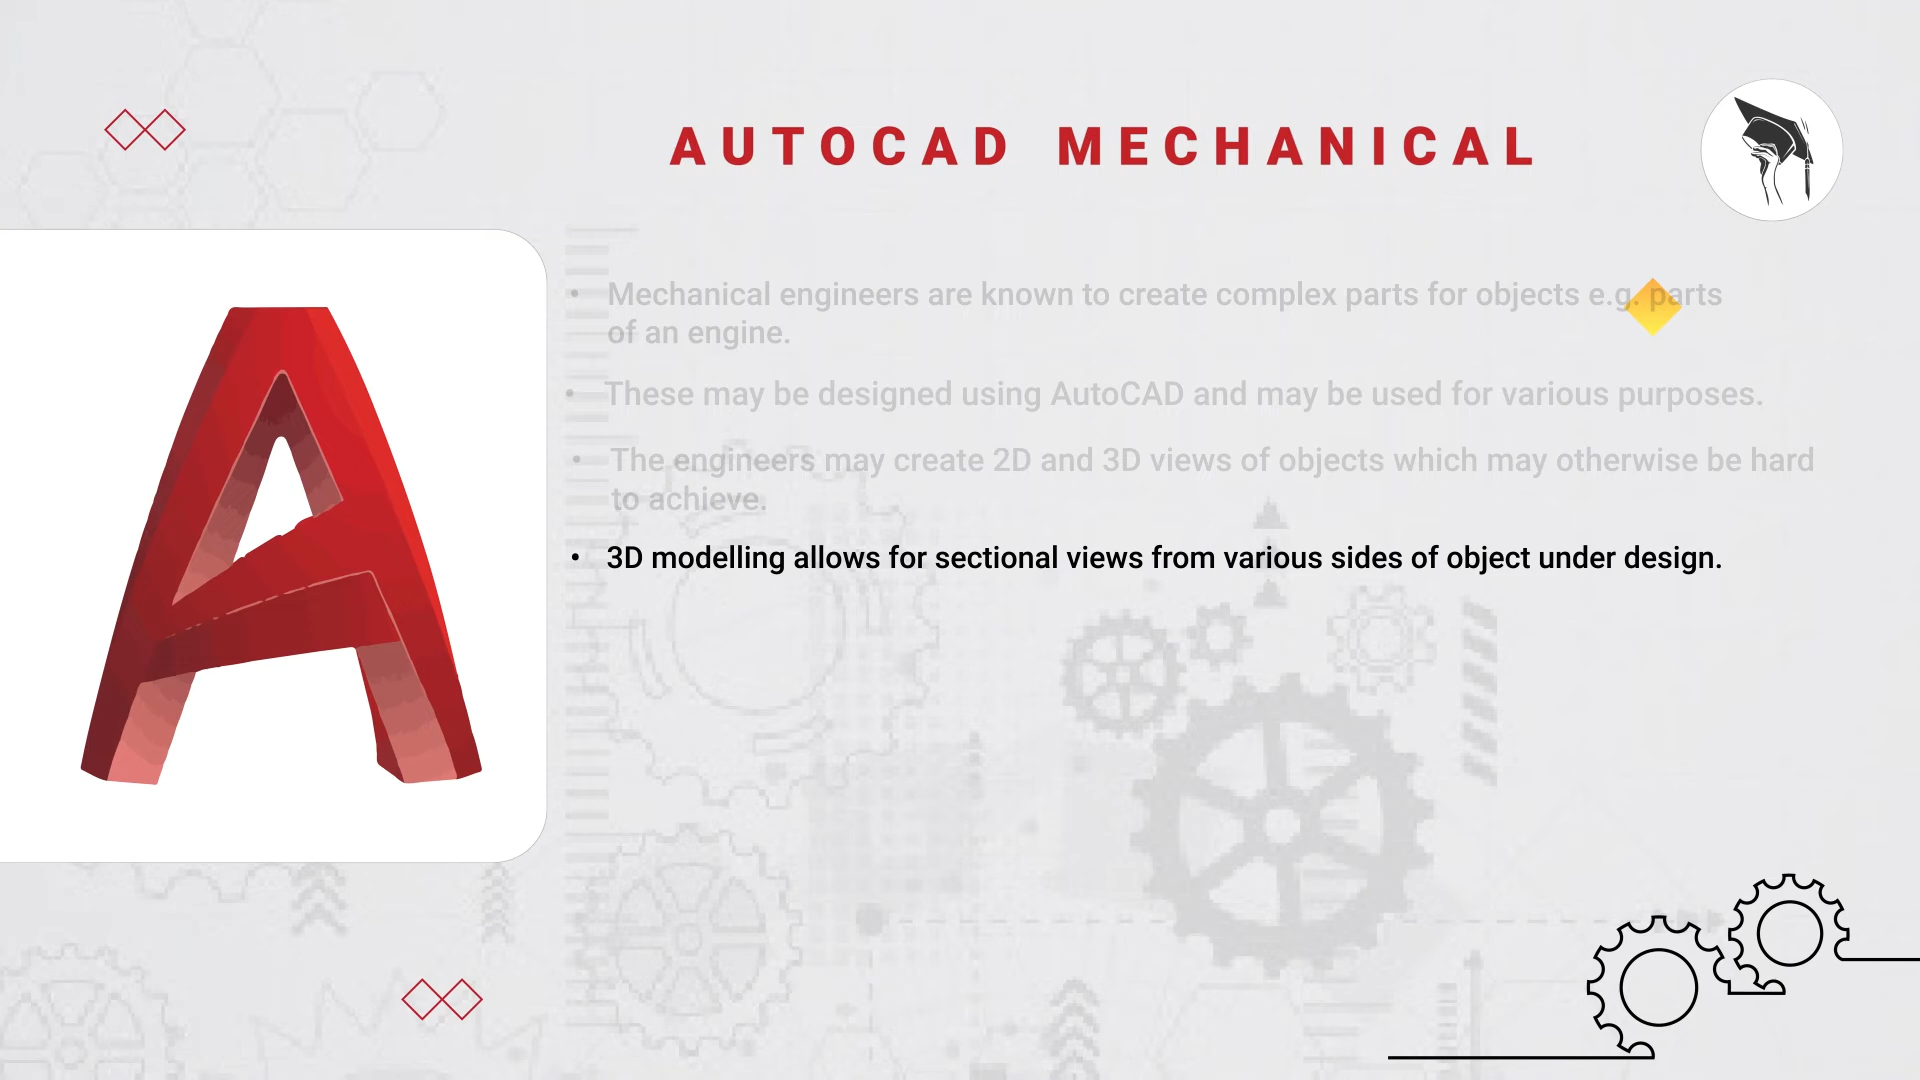 AUTOCAD MECHANICAL
• Mechanical engineers are known to create complex parts for objects e.g. parts
of an engine.
• These may be designed using AutoCAD and may be used for various purposes.
• The engineers may create 2D and 3D views of objects which may otherwise be hard
to achieve.
• 3D modelling allows for sectional views from various sides of object under design.